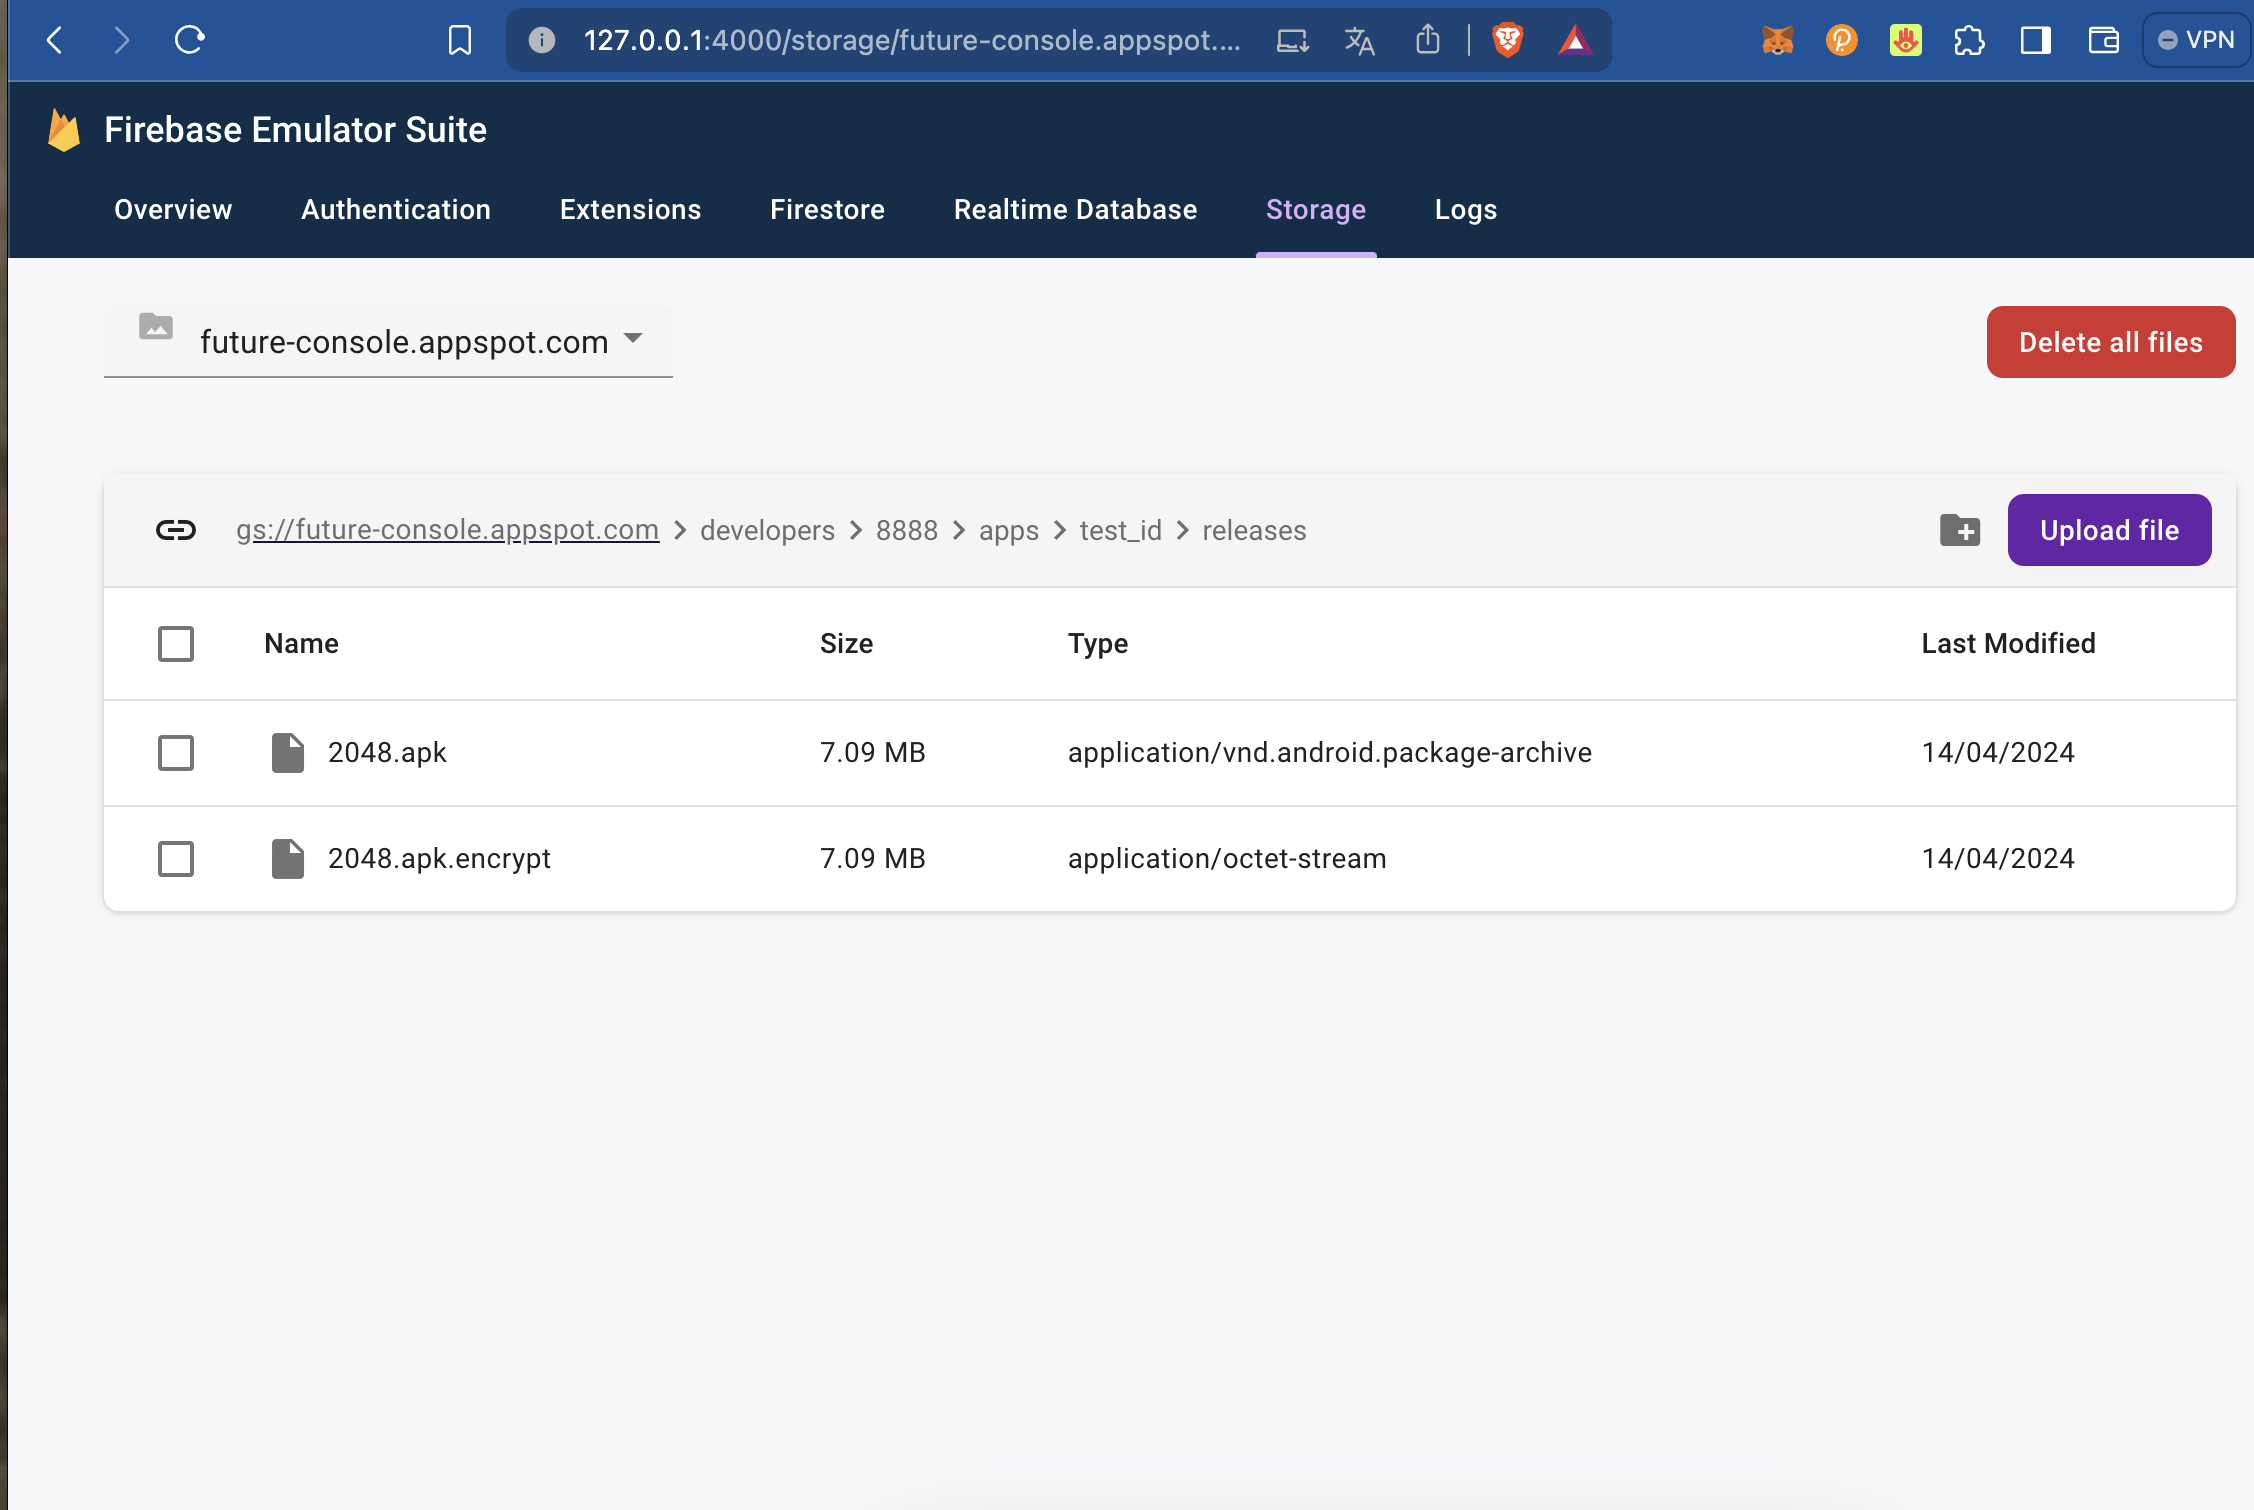 127.0.0.1:4000/storage/future-console.appspot....
VPN
Firebase Emulator Suite
Overview Authentication Extensions Firestore Realtime Database Storage Logs
future-console.appspot.com
Delete all files
gs://future-console.appspot.com > developers > 8888 > apps > test_id > releases
Upload file
Name Size Type Last Modified
2048.apk 7.09 MB application/vnd.android.package-archive 14/04/2024
2048.apk.encrypt 7.09 MB application/octet-stream 14/04/2024